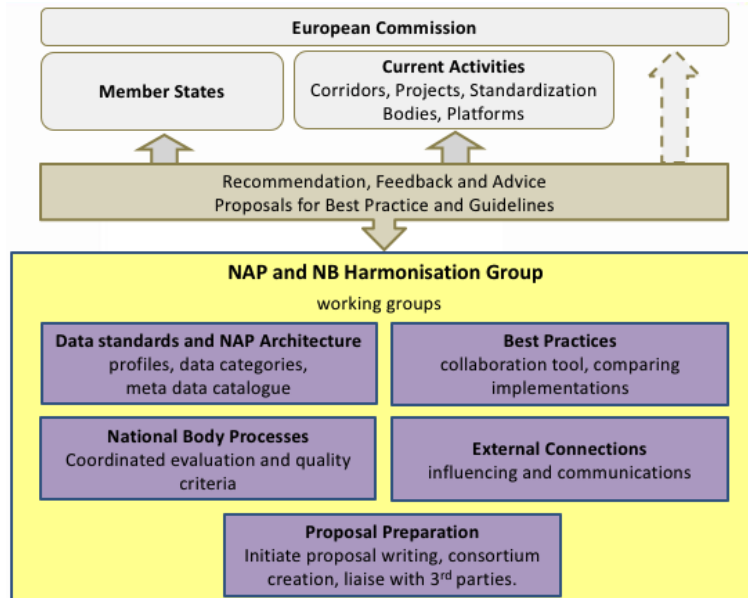 European Commission
Member States
Current Activities
Corridors, Projects, Standardization
Bodies, Platforms
Recommendation, Feedback and Advice
Proposals for Best Practice and Guidelines
NAP and NB Harmonisation Group
working groups
Data standards and NAP Architecture
profiles, data categories,
meta data catalogue
Best Practices
collaboration tool, comparing
implementations
National Body Processes
Coordinated evaluation and quality
criteria
External Connections
influencing and communications
Proposal Preparation
Initiate proposal writing, consortium
creation, liaise with 3rd parties.